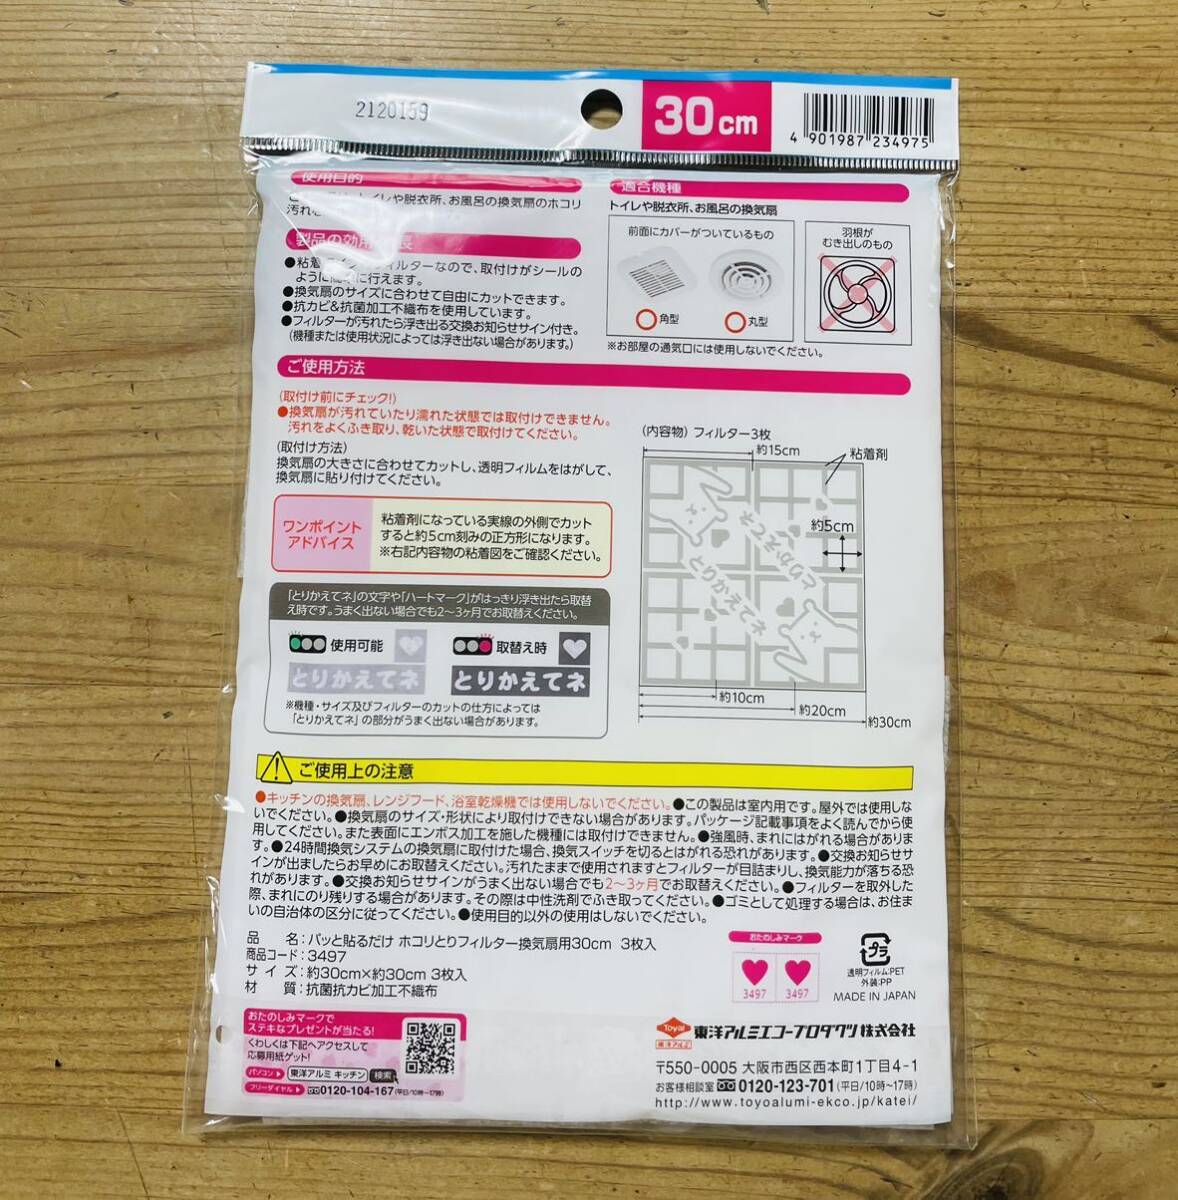 2120159
30cm
4 901987 234975
使用目的
トイレや脱衣所、お風呂の換気扇のホコリ
汚れを
製品の効用
●粘着
フィルターなので、取付けがシールの
ように
に行えます。
●換気扇のサイズに合わせて自由にカットできます。
●抗カビ&抗菌加工不織布を使用しています。
●フィルターが汚れたら浮き出る交換お知らせサイン付き。
(機種または使用状況によっては浮き出ない場合があります。)
適合機種
トイレや脱衣所、お風呂の換気扇
前面にカバーがついているもの
角型
丸型
羽根が
むき出しのもの
※お部屋の通気口には使用しないでください。
ご使用方法
(取付け前にチェック!)
●換気扇が汚れていたり濡れた状態では取付けできません。
汚れをよくふき取り、乾いた状態で取付けてください。
(取付け方法)
換気扇の大きさに合わせてカットし、透明フィルムをはがして、
換気扇に貼り付けてください。
ワンポイント
アドバイス
粘着剤になっている実線の外側でカット
すると約5cm刻みの正方形になります。
※右記内容物の粘着図をご確認ください。
「とりかえてネ」の文字や「ハートマーク」がはっきり浮き出たら取替
え時です。うまく出ない場合でも2〜3ヶ月でお取替えください。
使用可能
とりかえてネ
取替え時
とりかえてネ
※機種・サイズ及びフィルターのカットの仕方によっては
「とりかえてネ」の部分がうまく出ない場合があります。
(内容物) フィルター3枚
約15cm
粘着剤
約5cm
とりかえてネ
とりかえてネ
約10cm
約20cm
約30cm
ご使用上の注意
●キッチンの換気扇、レンジフード、浴室乾燥機では使用しないでください。●この製品は室内用です。屋外では使用しな
いでください。●換気扇のサイズ・形状により取付けできない場合があります。パッケージ記載事項をよく読んでから使
用してください。また表面にエンボス加工を施した機種には取付けできません。●強風時、まれにはがれる場合がありま
す。●24時間換気システムの換気扇に取付けた場合、換気スイッチを切るとはがれる恐れがあります。●交換お知らせサ
インが出ましたらお早めにお取替えください。汚れたままで使用されますとフィルターが目詰まりし、換気能力が落ちる恐
れがあります。●交換お知らせサインがうまく出ない場合でも2〜3ヶ月でお取替えください。●フィルターを取外した
際、まれにのり残りする場合があります。その際は中性洗剤でふき取ってください。●ゴミとして処理する場合は、お住ま
いの自治体の区分に従ってください。●使用目的以外の使用はしないでください。
品 名:パッと貼るだけ ホコリとりフィルター換気扇用30cm 3枚入
商品コード:3497
サイズ:約30cm×約30cm 3枚入
材 質:抗菌抗カビ加工不織布
おたのしみマーク
3497
3497
プラ
透明フィルム:PET
外装:PP
MADE IN JAPAN
おたのしみマークで
ステキなプレゼントが当たる!
くわしくは下記へアクセスして
応募用紙ゲット!
パソコン 東洋アルミ キッチン 検索
フリーダイヤル 0120-104-167(平日/10時〜17時)
Toyal
東洋アルミ
東洋アルミエコープロダクツ株式会社
〒550-0005 大阪市西区西本町1丁目4-1
お客様相談室 0120-123-701 (平日/10時〜17時)
http://www.toyoalumi-ekco.jp/katei/